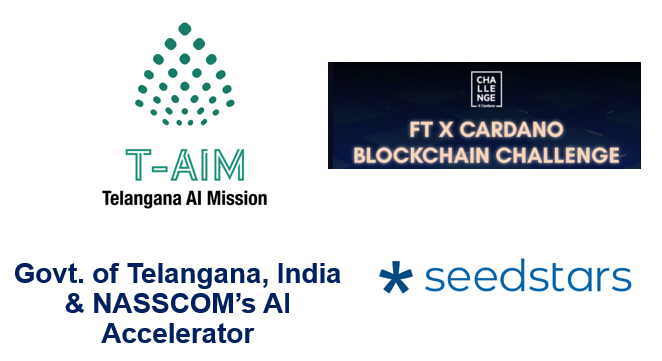 T-AIM
Telangana AI Mission
CHA
LLE
NGE
X Cardano
FT X CARDANO
BLOCKCHAIN CHALLENGE
Govt. of Telangana, India
& NASSCOM's AI
Accelerator
seedstars